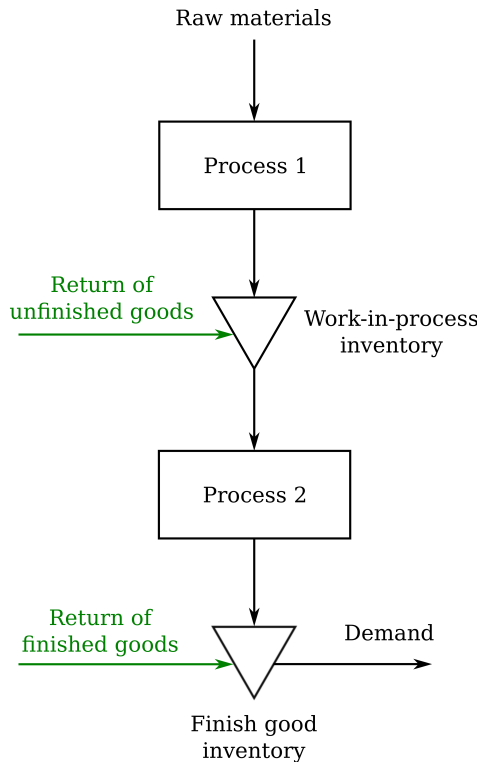 Raw materials
Process 1
Return of
unfinished goods
Work-in-process
inventory
Process 2
Return of
finished goods
Demand
Finish good
inventory